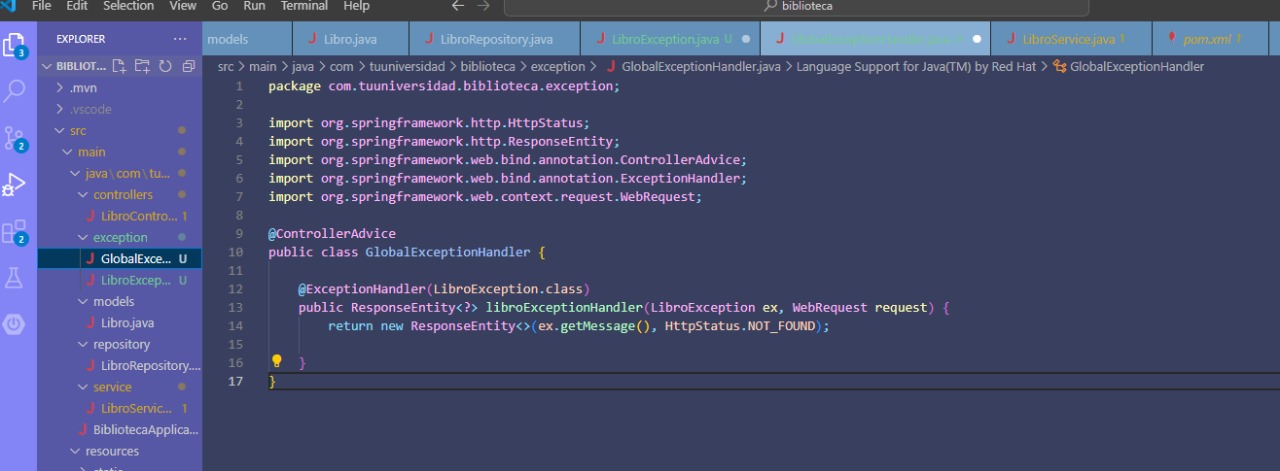 File Edit Selection View Go Run Terminal Help
biblioteca
EXPLORER
models
Libro.java
LibroRepository.java
LibroException.java U
GlobalExceptionHandler.java U
LibroService.java 1
pom.xml 1
3
2
2
BIBLIOT...
.mvn
.vscode
src
main
java\com\tu...
controllers
LibroContro... 1
exception
GlobalExce... U
LibroExcep... U
models
Libro.java
repository
LibroRepository....
service
LibroServic... 1
BibliotecaApplica...
resources
static
src > main > java > com > tuuniversidad > biblioteca > exception > GlobalExceptionHandler.java > Language Support for Java(TM) by Red Hat > GlobalExceptionHandler
1 package com.tuuniversidad.biblioteca.exception;
2
3 import org.springframework.http.HttpStatus;
4 import org.springframework.http.ResponseEntity;
5 import org.springframework.web.bind.annotation.ControllerAdvice;
6 import org.springframework.web.bind.annotation.ExceptionHandler;
7 import org.springframework.web.context.request.WebRequest;
8
9 @ControllerAdvice
10 public class GlobalExceptionHandler {
11
12 @ExceptionHandler(LibroException.class)
13 public ResponseEntity<?> libroExceptionHandler(LibroException ex, WebRequest request) {
14 return new ResponseEntity<>(ex.getMessage(), HttpStatus.NOT_FOUND);
15
16 }
17 }